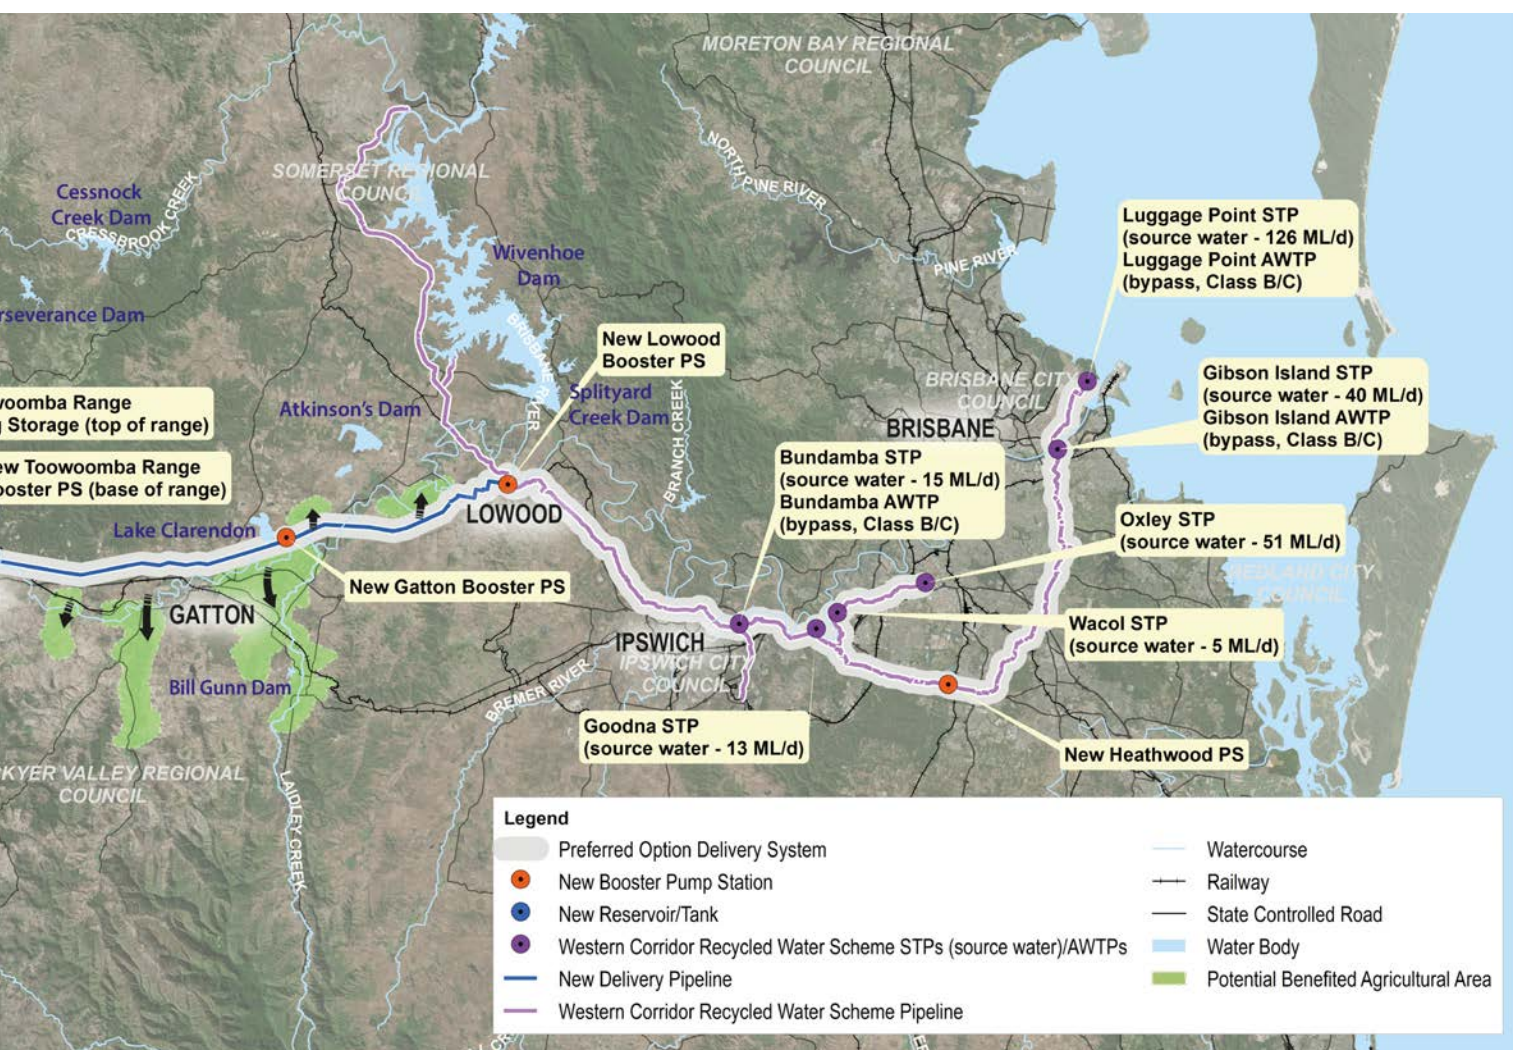 MORETON BAY REGIONAL
COUNCIL
NORTH PINE RIVER
SOMERSET REGIONAL
COUNCIL
Cessnock
Creek Dam
CRESSBROOK CREEK
Luggage Point STP
(source water - 126 ML/d)
Luggage Point AWTP
(bypass, Class B/C)
Wivenhoe
Dam
PINE RIVER
rseverance Dam
BRISBANE RIVER
New Lowood
Booster PS
BRISBANE CITY
COUNCIL
Gibson Island STP
(source water - 40 ML/d)
Gibson Island AWTP
(bypass, Class B/C)
Splityard
Creek Dam
BRANCH CREEK
Atkinson's Dam
woomba Range
g Storage (top of range)
BRISBANE
ew Toowoomba Range
ooster PS (base of range)
Bundamba STP
(source water - 15 ML/d)
Bundamba AWTP
(bypass, Class B/C)
Lake Clarendon
LOWOOD
Oxley STP
(source water - 51 ML/d)
REDLAND CITY
COUNCIL
New Gatton Booster PS
GATTON
Wacol STP
(source water - 5 ML/d)
IPSWICH
IPSWICH CITY
COUNCIL
BREMER RIVER
Bill Gunn Dam
Goodna STP
(source water - 13 ML/d)
New Heathwood PS
KYER VALLEY REGIONAL
COUNCIL
LAIDLEY CREEK
Legend
Preferred Option Delivery System
New Booster Pump Station
New Reservoir/Tank
Western Corridor Recycled Water Scheme STPs (source water)/AWTPs
New Delivery Pipeline
Western Corridor Recycled Water Scheme Pipeline
Watercourse
Railway
State Controlled Road
Water Body
Potential Benefited Agricultural Area